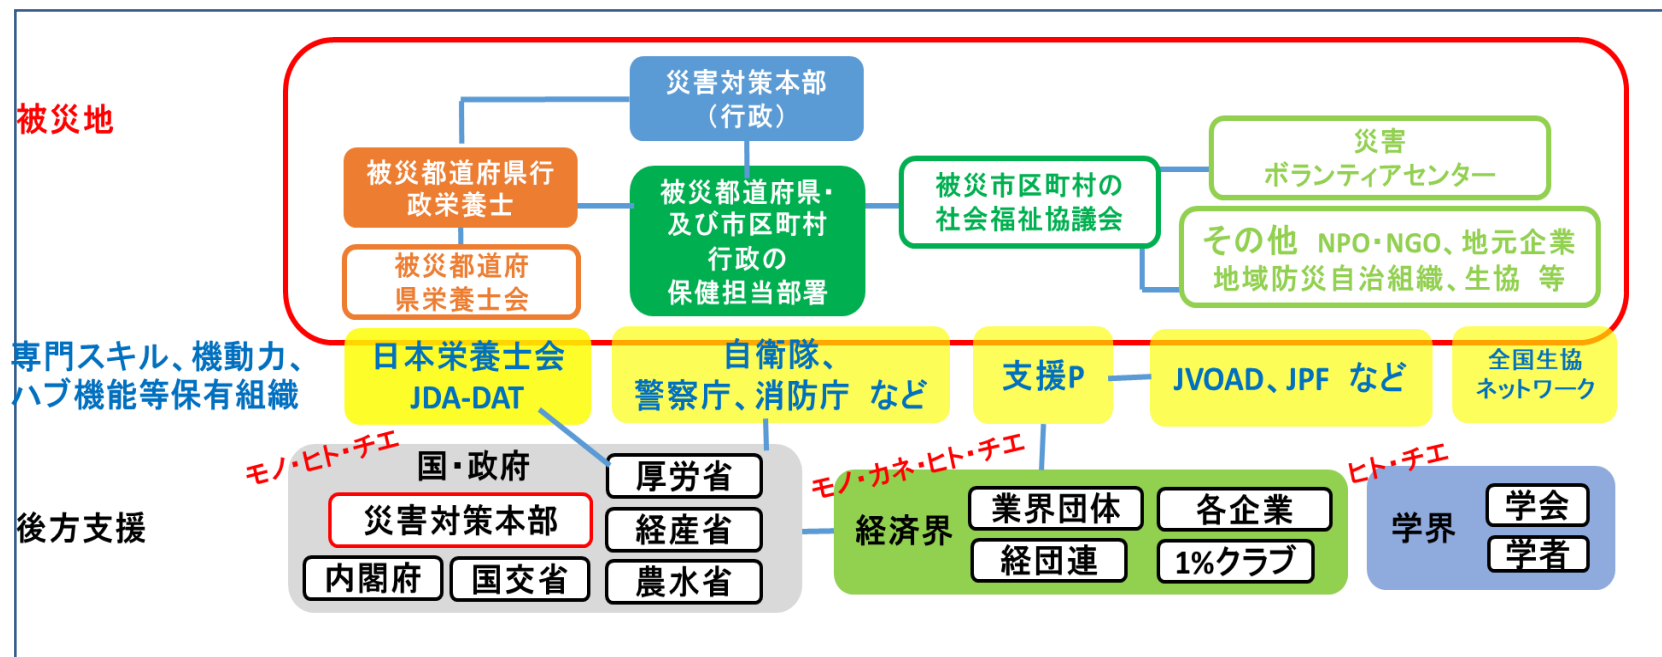 被災地
災害対策本部
（行政）
被災都道府県行
政栄養士
被災都道府県・
及び市区町村
行政の
保健担当部署
被災市区町村の
社会福祉協議会
災害
ボランティアセンター
その他 NPO・NGO、地元企業
地域防災自治組織、生協 等
被災都道府
県栄養士会
専門スキル、機動力、
ハブ機能等保有組織
日本栄養士会
JDA-DAT
自衛隊、
警察庁、消防庁 など
支援P
JVOAD、JPF など
全国生協
ネットワーク
モノ・ヒト・チエ
モノ・カネ・ヒト・チエ
ヒト・チエ
後方支援
国・政府
災害対策本部
内閣府
国交省
厚労省
経産省
農水省
経済界
業界団体
各企業
経団連
1%クラブ
学界
学会
学者